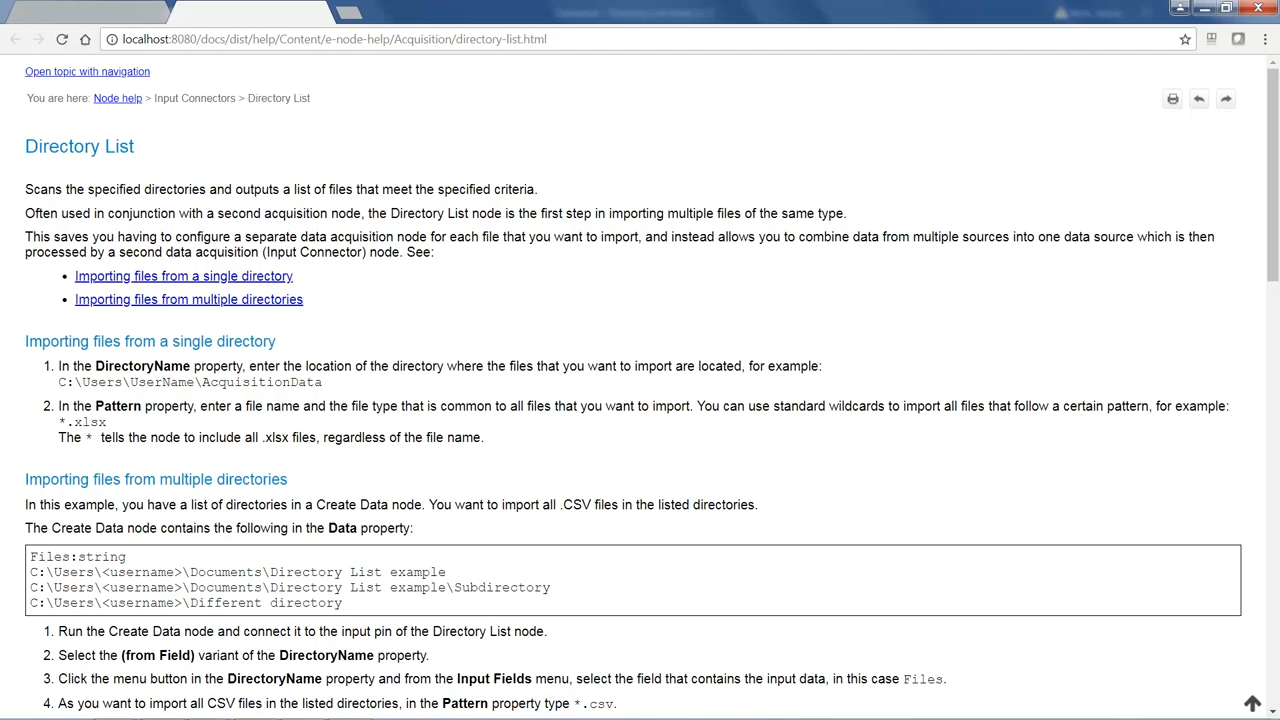 localhost:8080/docs/dist/help/Content/e-node-help/Acquisition/directory-list.html
Open topic with navigation
You are here: Node help > Input Connectors > Directory List
Directory List
Scans the specified directories and outputs a list of files that meet the specified criteria.
Often used in conjunction with a second acquisition node, the Directory List node is the first step in importing multiple files of the same type.
This saves you having to configure a separate data acquisition node for each file that you want to import, and instead allows you to combine data from multiple sources into one data source which is then
processed by a second data acquisition (Input Connector) node. See:
• Importing files from a single directory
• Importing files from multiple directories
Importing files from a single directory
1. In the DirectoryName property, enter the location of the directory where the files that you want to import are located, for example:
C:\Users\UserName\AcquisitionData
2. In the Pattern property, enter a file name and the file type that is common to all files that you want to import. You can use standard wildcards to import all files that follow a certain pattern, for example:
*.xlsx
The * tells the node to include all .xlsx files, regardless of the file name.
Importing files from multiple directories
In this example, you have a list of directories in a Create Data node. You want to import all .CSV files in the listed directories.
The Create Data node contains the following in the Data property:
Files:string
C:\Users\<username>\Documents\Directory List example
C:\Users\<username>\Documents\Directory List example\Subdirectory
C:\Users\<username>\Different directory
1. Run the Create Data node and connect it to the input pin of the Directory List node.
2. Select the (from Field) variant of the DirectoryName property.
3. Click the menu button in the DirectoryName property and from the Input Fields menu, select the field that contains the input data, in this case Files.
4. As you want to import all CSV files in the listed directories, in the Pattern property type *.csv.